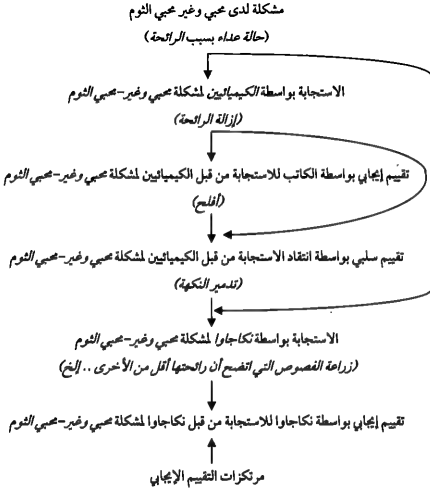 مشكلة لدى محبي وغير محبي الثوم
(حالة عداء بسبب الرائحة)
الاستجابة بواسطة الكيميائيين لمشكلة محبي وغير-محبي الثوم
(إزالة الرائحة)
تقييم إيجابي بواسطة الكاتب للاستجابة من قبل الكيميائيين لمشكلة محبي وغير-محبي الثوم
(أفلح)
تقييم سلبي بواسطة انتقاد الاستجابة من قبل الكيميائيين لمشكلة محبي وغير-محبي الثوم
(تدمير النكهة)
الاستجابة بواسطة نكاجاوا لمشكلة محبي وغير-محبي الثوم
(زراعة الفصوص التي اتضح أن رائحتها أقل من الأخرى .. إلخ)
تقييم إيجابي بواسطة نكاجاوا للاستجابة من قبل نكاجاوا لمشكلة محبي وغير-محبي الثوم
مرتكزات التقييم الإيجابي